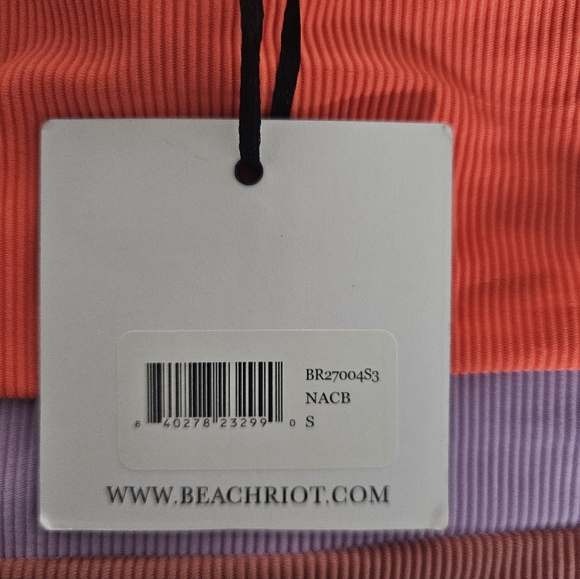 BR27004S3
NACB
8 40278 23299 0 S
WWW.BEACHRIOT.COM